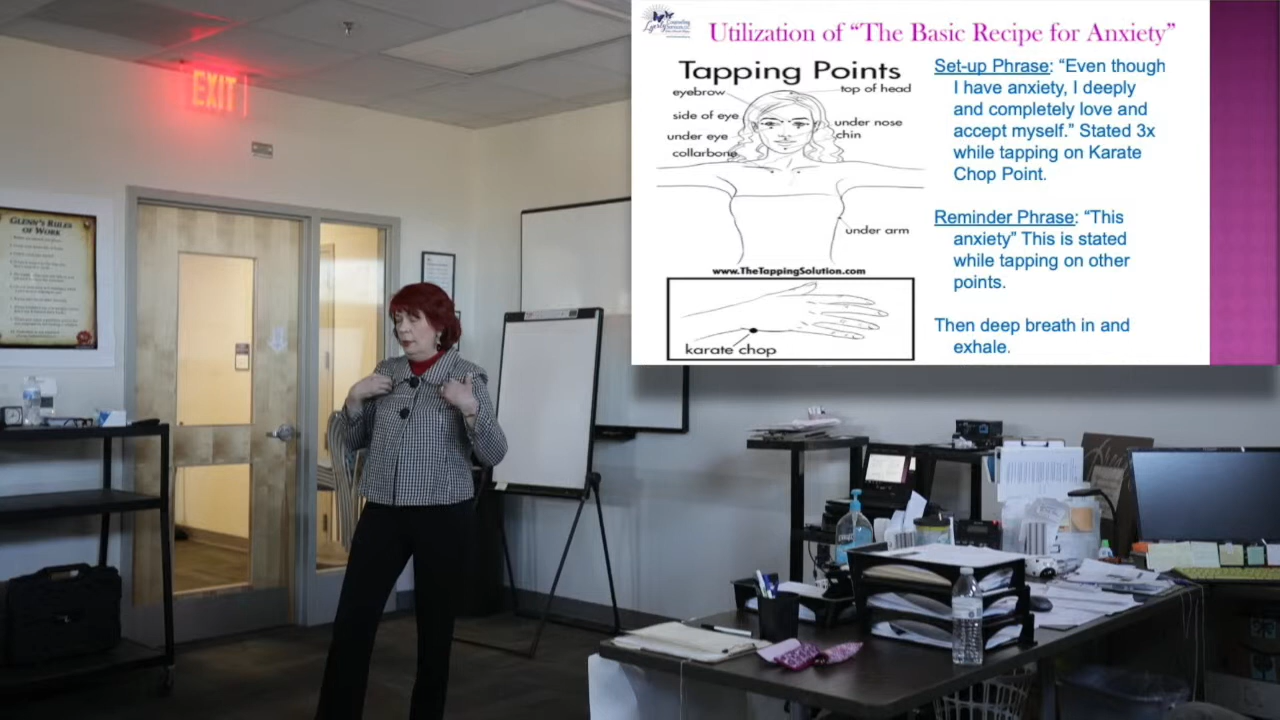 Utilization of “The Basic Recipe for Anxiety”
Tapping Points
eyebrow
top of head
side of eye
under nose
under eye
chin
collarbone
under arm
www.TheTappingSolution.com
karate chop
Set-up Phrase: “Even though
I have anxiety, I deeply
and completely love and
accept myself.” Stated 3x
while tapping on Karate
Chop Point.
Reminder Phrase: “This
anxiety” This is stated
while tapping on other
points.
Then deep breath in and
exhale.
EXIT
GLENN'S RULES
OF WORK